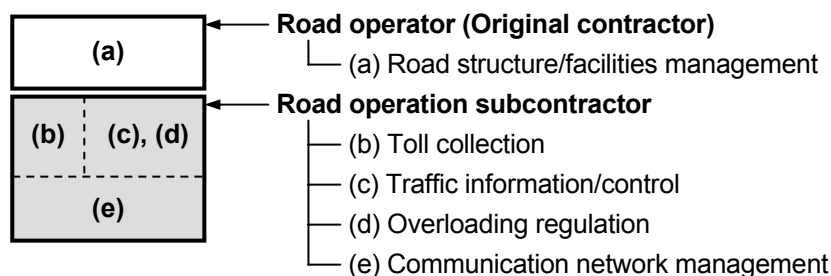 (a)
Road operator (Original contractor)
(a) Road structure/facilities management
Road operation subcontractor
(b) (c), (d)
(b) Toll collection
(c) Traffic information/control
(d) Overloading regulation
(e)
(e) Communication network management